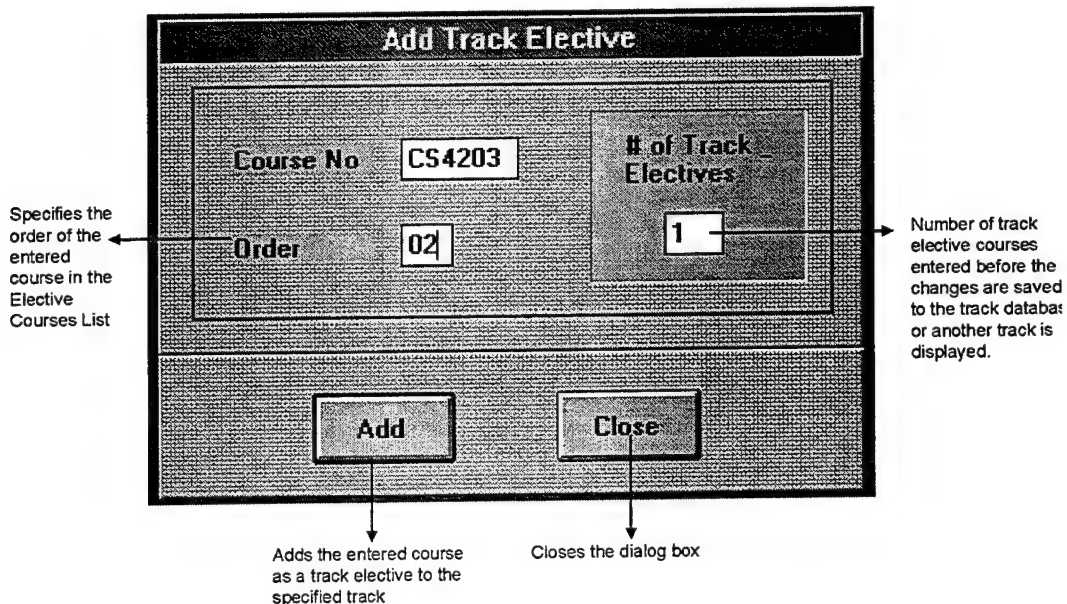 Add Track Elective
Course No CS4203
# of Track _
Electives
Order 02
1
Add
Close
Specifies the
order of the
entered
course in the
Elective
Courses List
Number of track
elective courses
entered before the
changes are saved
to the track databas
or another track is
displayed.
Adds the entered course
as a track elective to the
specified track
Closes the dialog box